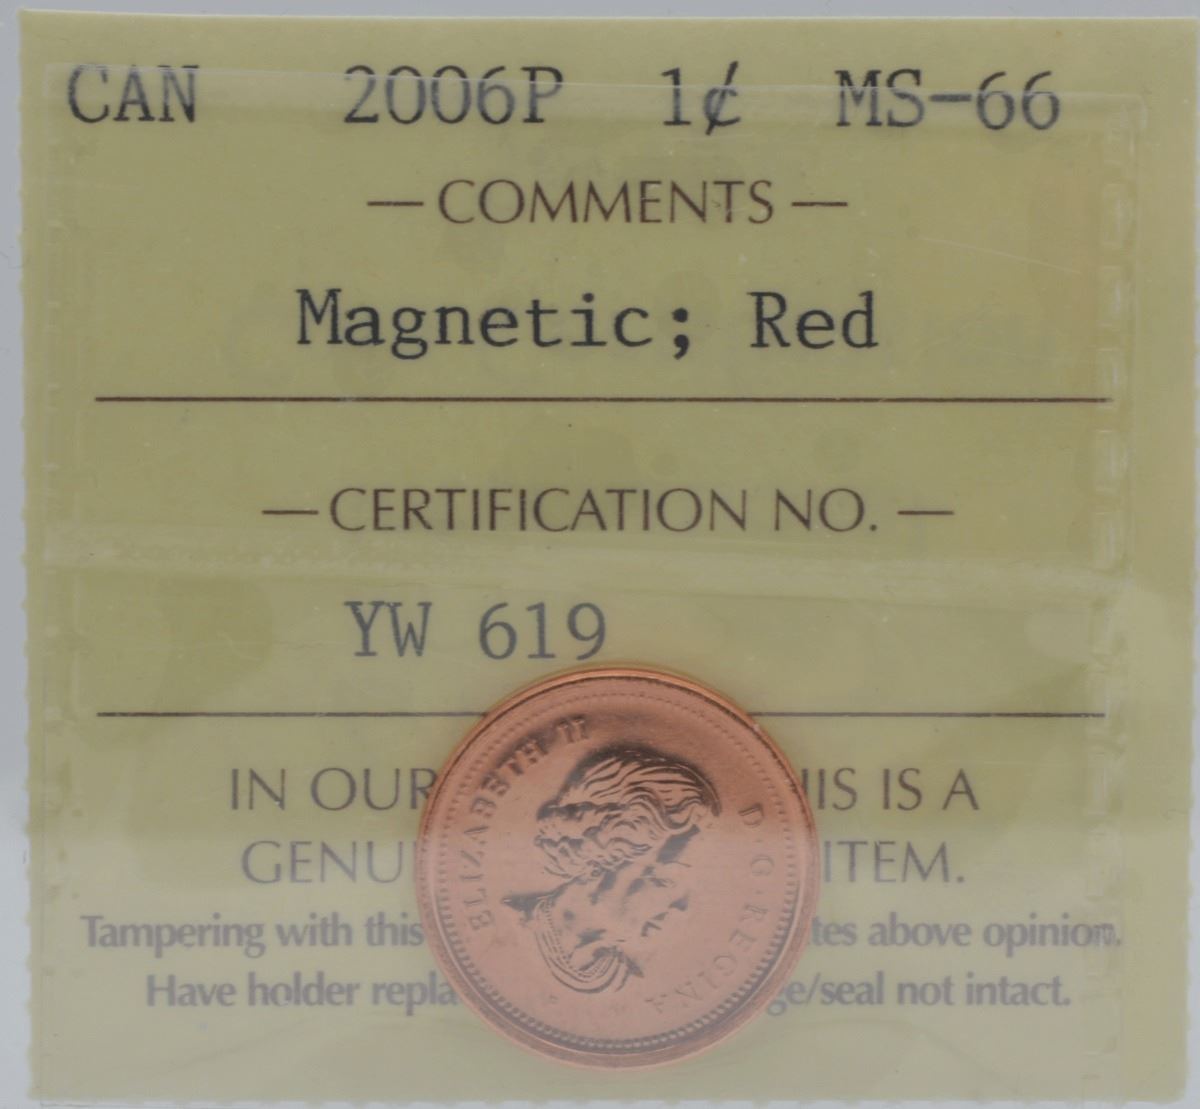 CAN 2006P 1¢ MS-66
— COMMENTS —
Magnetic; Red
— CERTIFICATION NO. —
YW 619
IN OUR HIS IS A
GENU ITEM.
Tampering with this tes above opinion.
Have holder repla ge/seal not intact.
ELIZABETH II D·G·REGINA
P